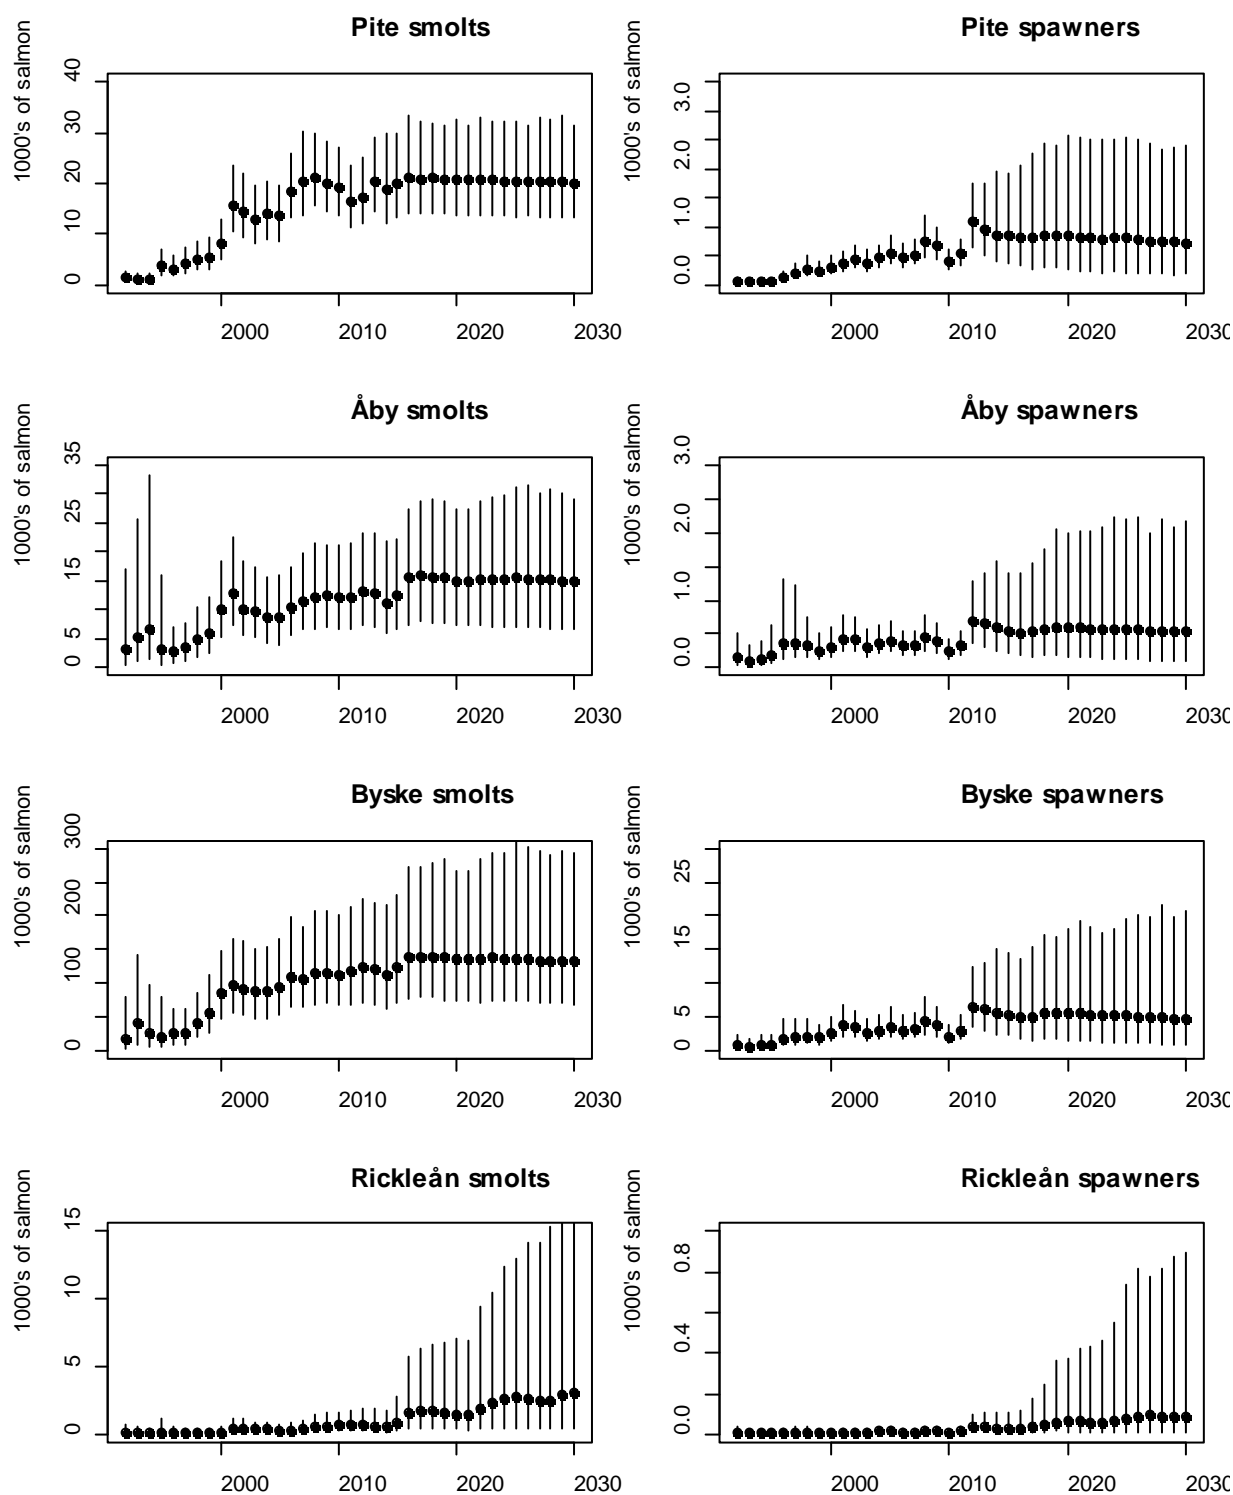 Pite smolts
1000's of salmon
0 10 20 30 40
2000 2010 2020 2030
Pite spawners
1000's of salmon
0.0 1.0 2.0 3.0
2000 2010 2020 2030
Åby smolts
1000's of salmon
0 5 15 25 35
2000 2010 2020 2030
Åby spawners
1000's of salmon
0.0 1.0 2.0 3.0
2000 2010 2020 2030
Byske smolts
1000's of salmon
0 100 200 300
2000 2010 2020 2030
Byske spawners
1000's of salmon
0 5 15 25
2000 2010 2020 2030
Rickleån smolts
1000's of salmon
0 5 10 15
2000 2010 2020 2030
Rickleån spawners
1000's of salmon
0.0 0.4 0.8
2000 2010 2020 2030